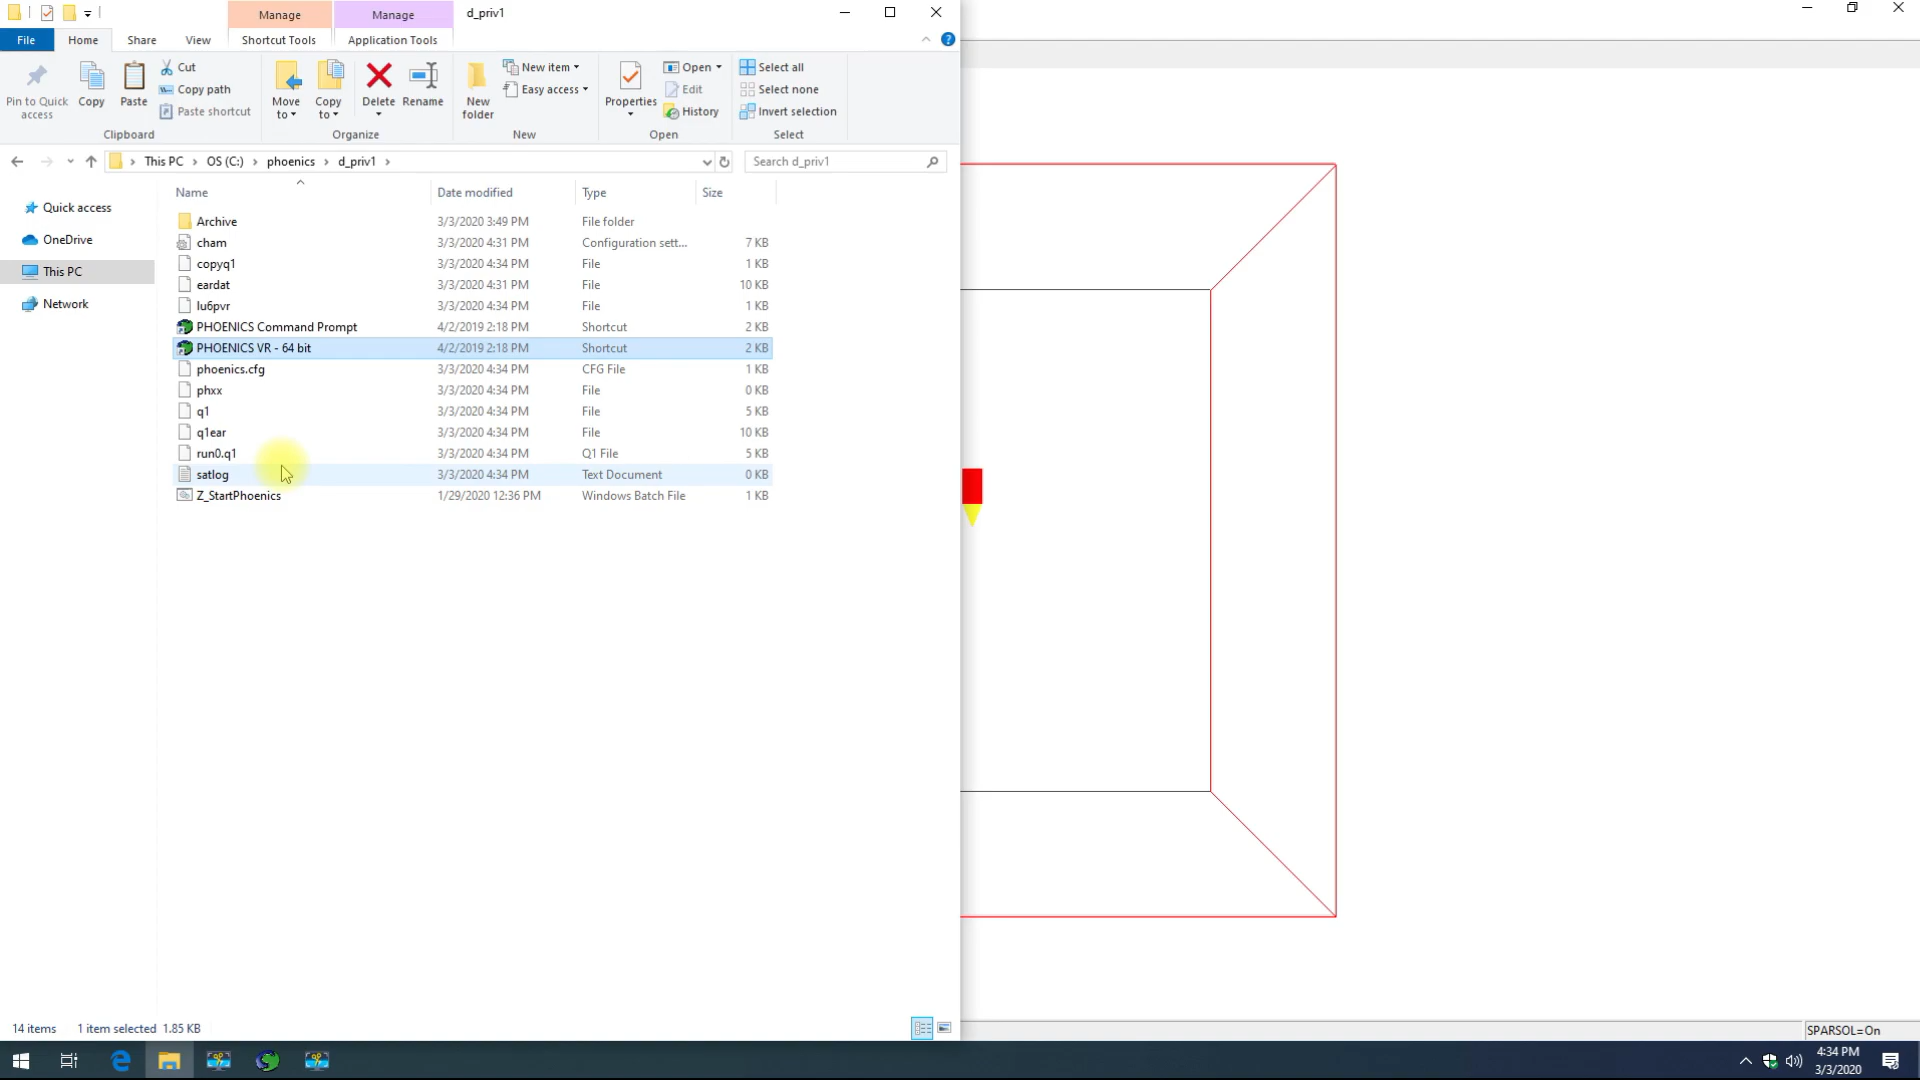 Manage Manage d_priv1
File Home Share View Shortcut Tools Application Tools
Pin to Quick access
Copy
Paste
Cut
Copy path
Paste shortcut
Clipboard
Move to
Copy to
Delete
Rename
Organize
New folder
New item
Easy access
New
Properties
Open
Edit
History
Open
Select all
Select none
Invert selection
Select
This PC OS (C:) phoenics d_priv1
Search d_priv1
Quick access
OneDrive
This PC
Network
Name Date modified Type Size
Archive 3/3/2020 3:49 PM File folder
cham 3/3/2020 4:31 PM Configuration sett... 7 KB
copyq1 3/3/2020 4:34 PM File 1 KB
eardat 3/3/2020 4:31 PM File 10 KB
lu6pvr 3/3/2020 4:34 PM File 1 KB
PHOENICS Command Prompt 4/2/2019 2:18 PM Shortcut 2 KB
PHOENICS VR - 64 bit 4/2/2019 2:18 PM Shortcut 2 KB
phoenics.cfg 3/3/2020 4:34 PM CFG File 1 KB
phxx 3/3/2020 4:34 PM File 0 KB
q1 3/3/2020 4:34 PM File 5 KB
q1ear 3/3/2020 4:34 PM File 10 KB
run0.q1 3/3/2020 4:34 PM Q1 File 5 KB
satlog 3/3/2020 4:34 PM Text Document 0 KB
Z_StartPhoenics 1/29/2020 12:36 PM Windows Batch File 1 KB
14 items 1 item selected 1.85 KB
SPARSOL=On
4:34 PM
3/3/2020